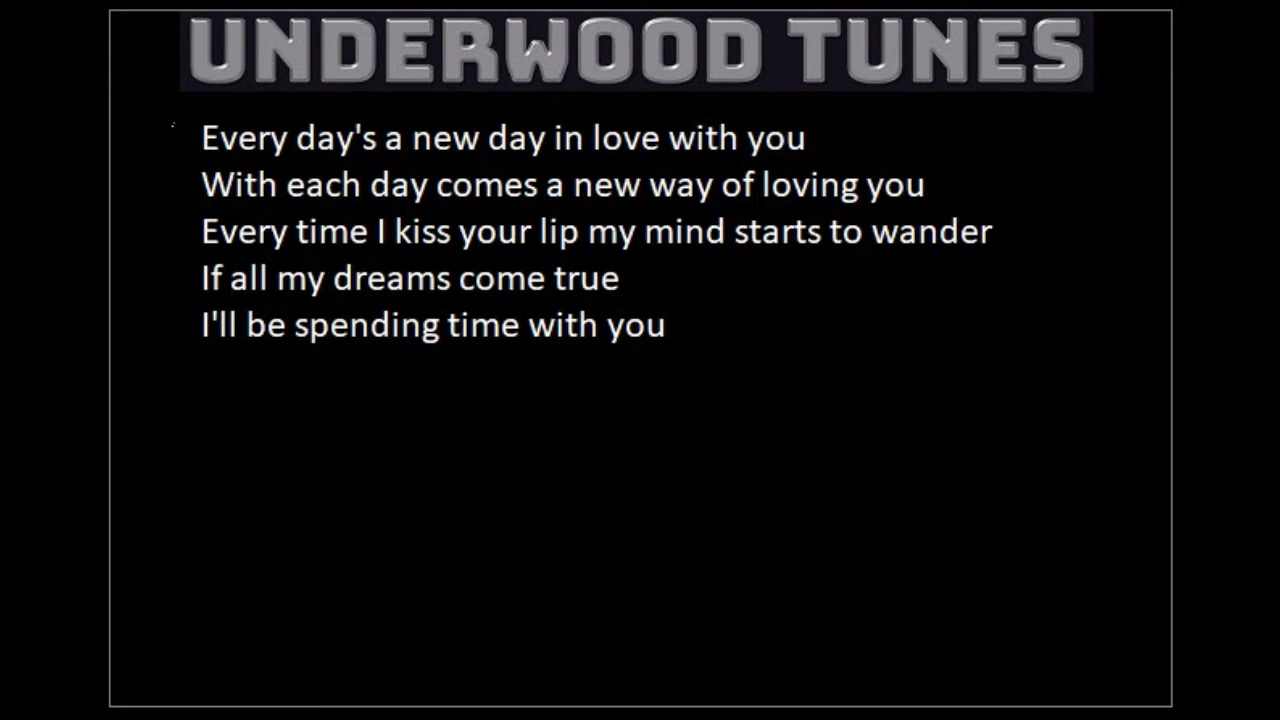 UNDERWOOD TUNES
Every day's a new day in love with you
With each day comes a new way of loving you
Every time I kiss your lip my mind starts to wander
If all my dreams come true
I'll be spending time with you